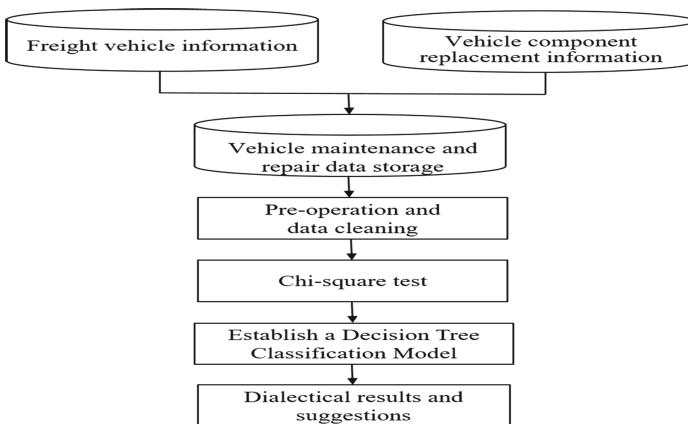 Freight vehicle information
Vehicle component
replacement information
Vehicle maintenance and
repair data storage
Pre-operation and
data cleaning
Chi-square test
Establish a Decision Tree
Classification Model
Dialectical results and
suggestions